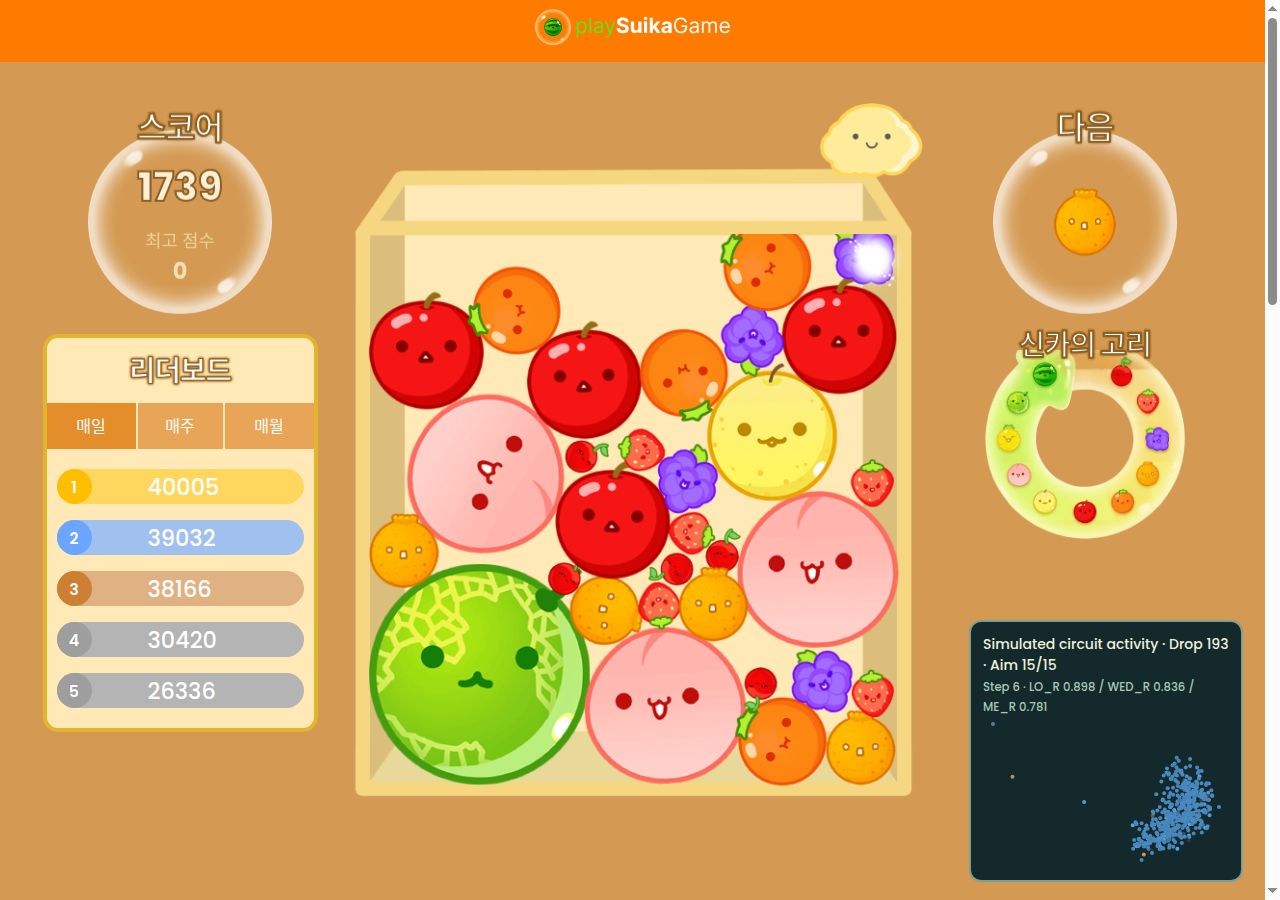 playSuikaGame
스코어
1739
최고 점수
0
다음
리더보드
매일 매주 매월
1 40005
2 39032
3 38166
4 30420
5 26336
신카의 고리
Simulated circuit activity · Drop 193
· Aim 15/15
Step 6 · LO_R 0.898 / WED_R 0.836 /
ME_R 0.781